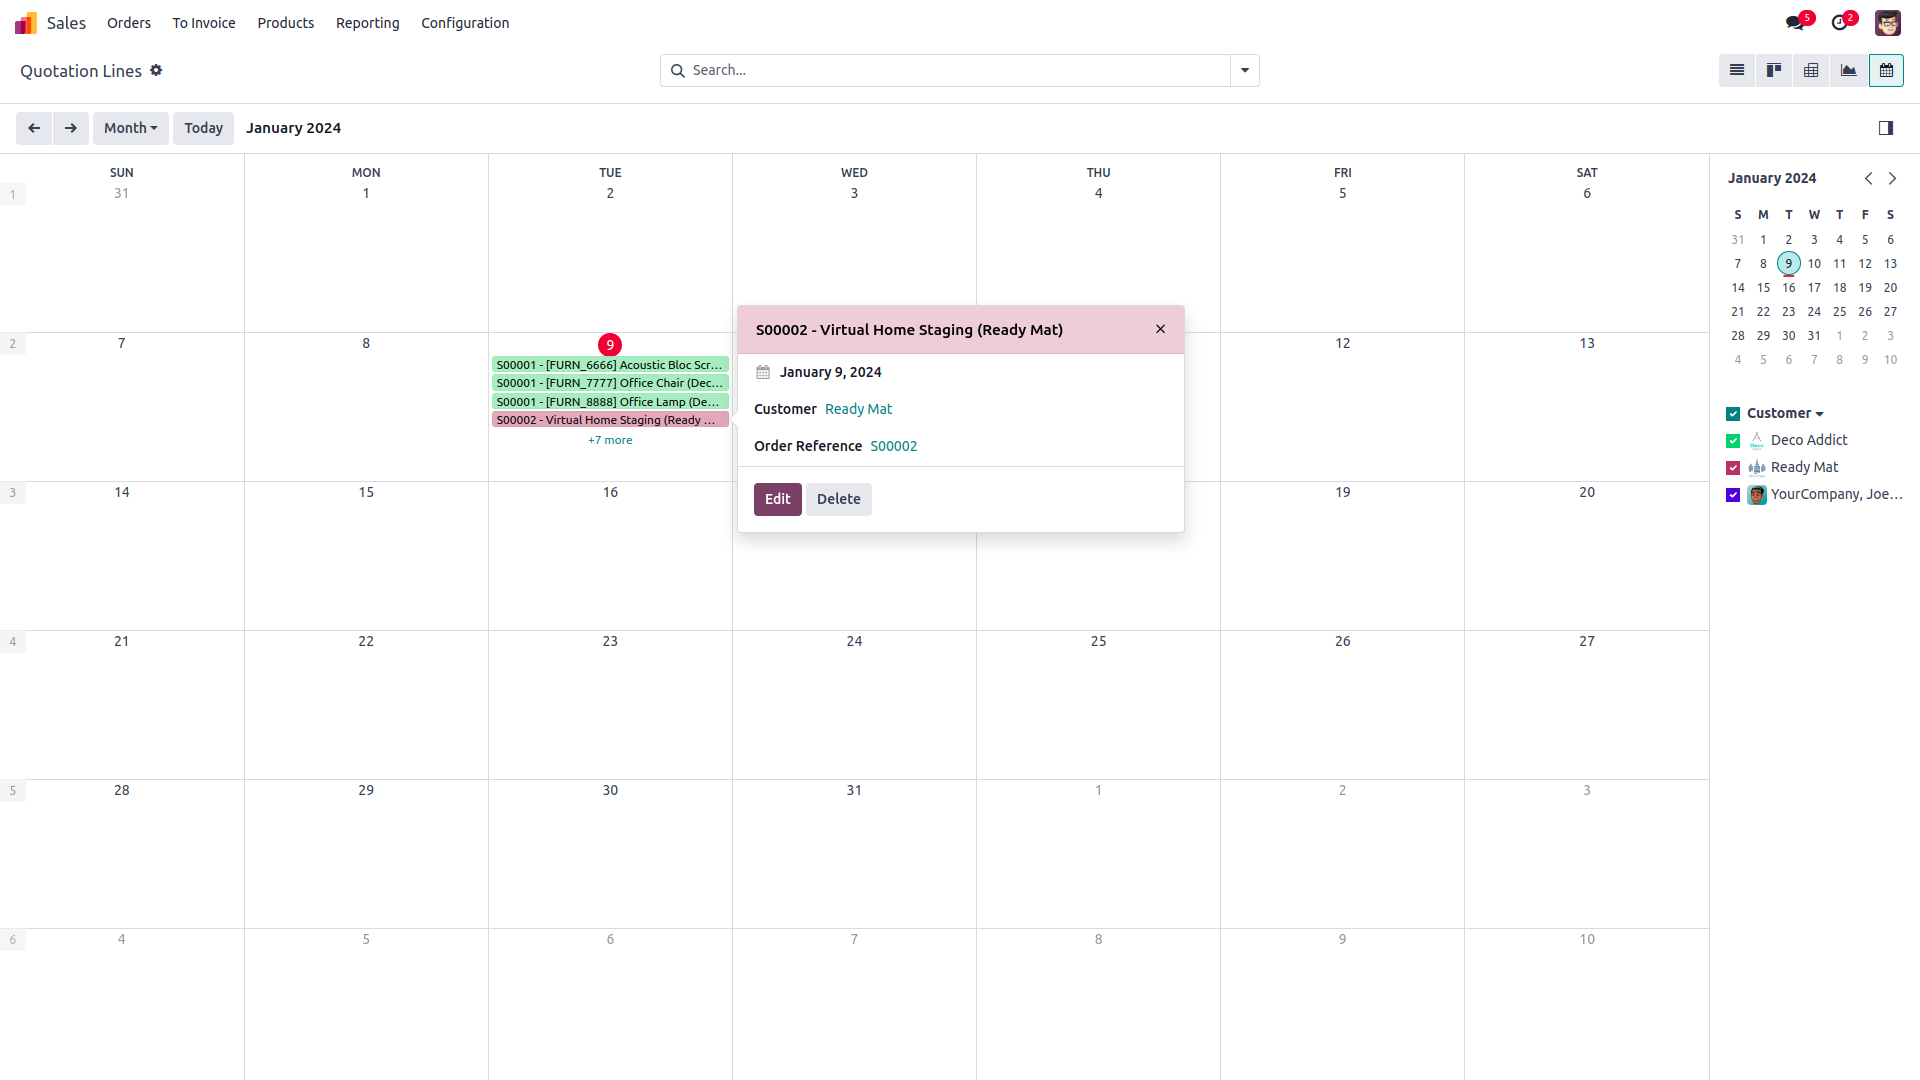 Sales Orders To Invoice Products Reporting Configuration 5 2
Quotation Lines Search...
Month Today January 2024
SUN MON TUE WED THU FRI SAT
1 31 1 2 3 4 5 6
2 7 8 9 12 13
S00001 - [FURN_6666] Acoustic Bloc Scr...
S00001 - [FURN_7777] Office Chair (Dec...
S00001 - [FURN_8888] Office Lamp (De...
S00002 - Virtual Home Staging (Ready ...
+7 more
S00002 - Virtual Home Staging (Ready Mat)
January 9, 2024
Customer Ready Mat
Order Reference S00002
Edit Delete
3 14 15 16 19 20
4 21 22 23 24 25 26 27
5 28 29 30 31 1 2 3
6 4 5 6 7 8 9 10
January 2024
S M T W T F S
31 1 2 3 4 5 6
7 8 9 10 11 12 13
14 15 16 17 18 19 20
21 22 23 24 25 26 27
28 29 30 31 1 2 3
4 5 6 7 8 9 10
Customer
Deco Addict
Ready Mat
YourCompany, Joe...